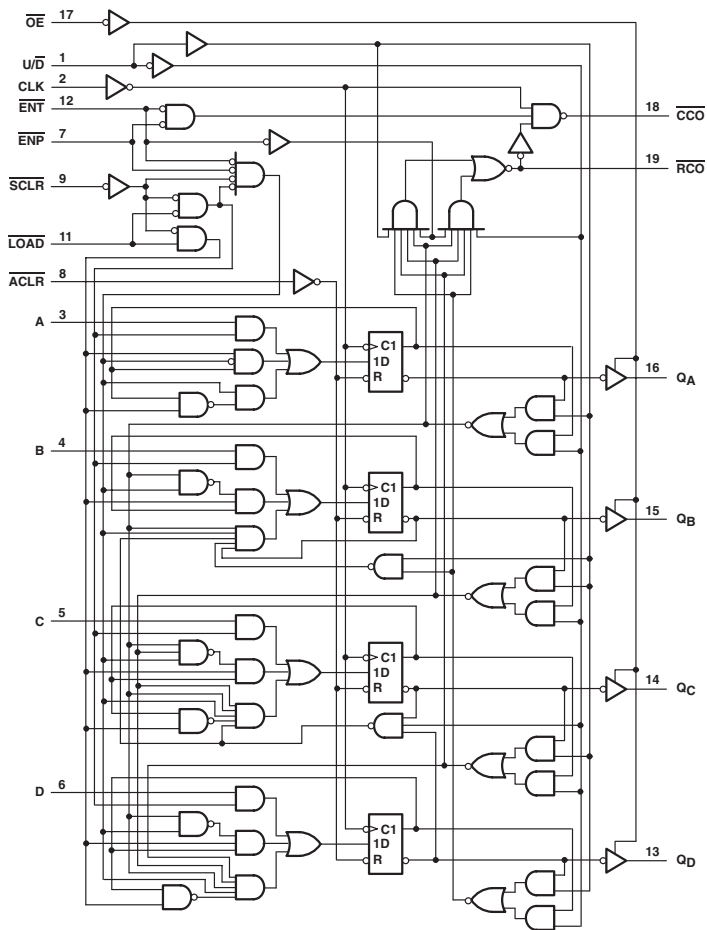 OE 17
U/D 1
CLK 2
ENT 12
ENP 7
SCLR 9
LOAD 11
ACLR 8
18 CCO
19 RCO
A 3
C1
1D
R
16 QA
B 4
C1
1D
R
15 QB
C 5
C1
1D
R
14 QC
D 6
C1
1D
R
13 QD